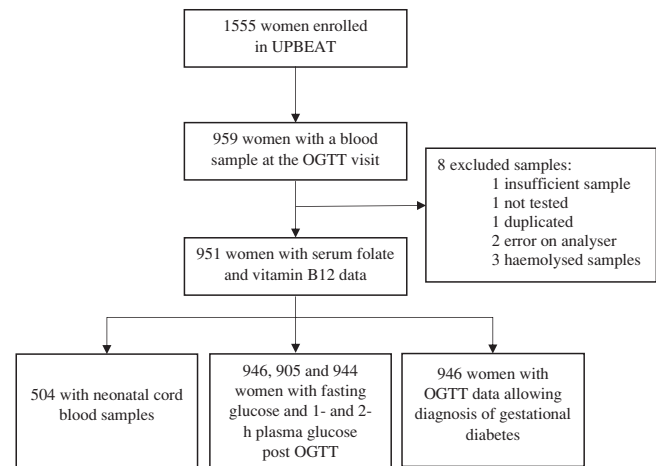 1555 women enrolled
in UPBEAT
959 women with a blood
sample at the OGTT visit
8 excluded samples:
1 insufficient sample
1 not tested
1 duplicated
2 error on analyser
3 haemolysed samples
951 women with serum folate
and vitamin B12 data
504 with neonatal cord
blood samples
946, 905 and 944
women with fasting
glucose and 1- and 2-
h plasma glucose
post OGTT
946 women with
OGTT data allowing
diagnosis of gestational
diabetes